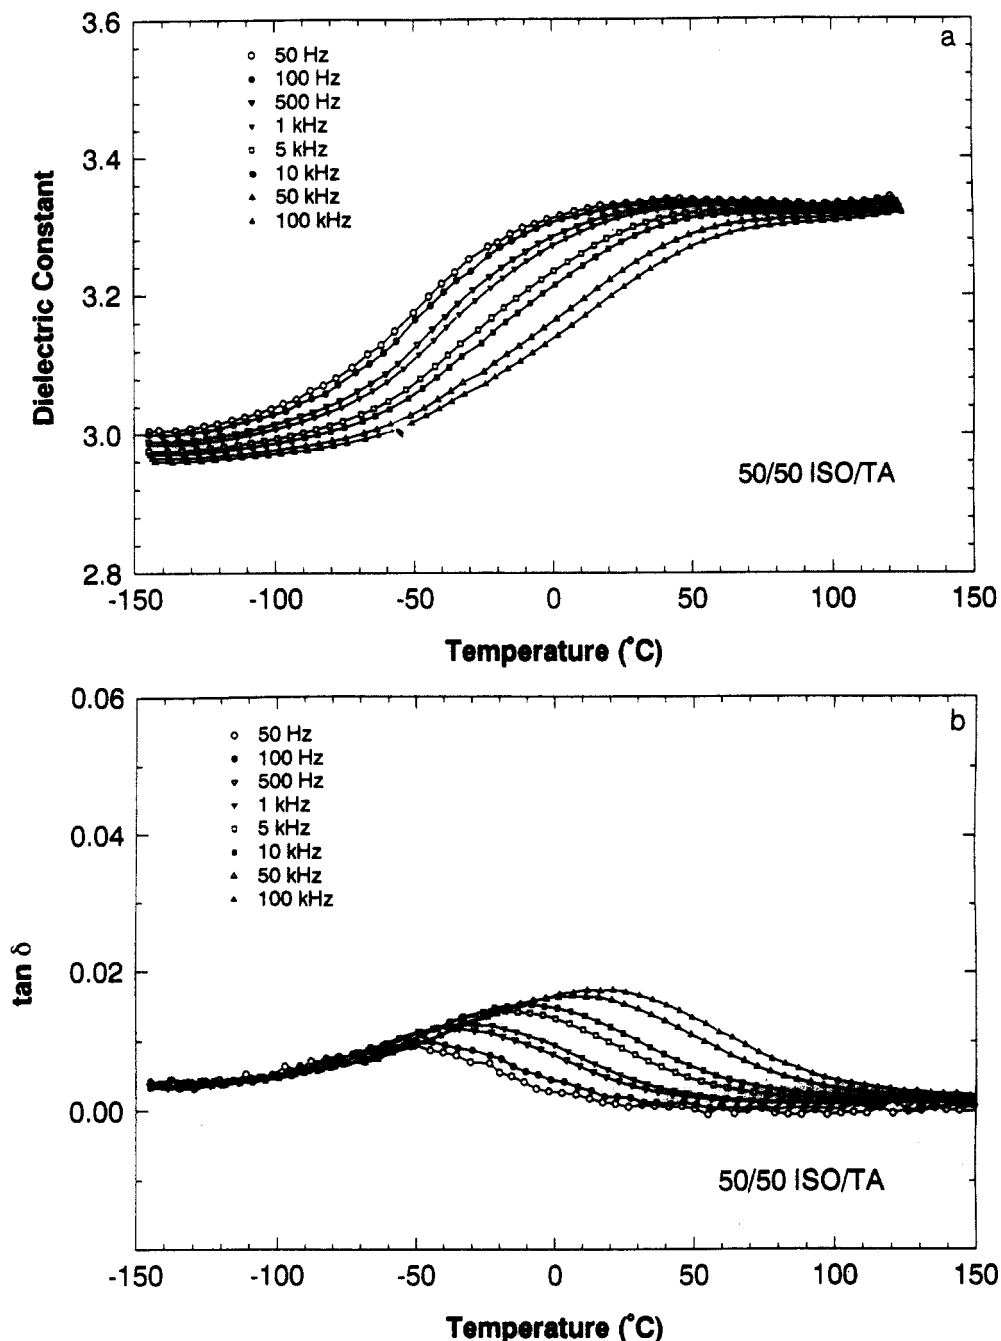 a
3.6
3.4
3.2
3.0
2.8
Dielectric Constant
50 Hz
100 Hz
500 Hz
1 kHz
5 kHz
10 kHz
50 kHz
100 kHz
50/50 ISO/TA
-150 -100 -50 0 50 100 150
Temperature (°C)
b
0.06
0.04
0.02
0.00
tan δ
50 Hz
100 Hz
500 Hz
1 kHz
5 kHz
10 kHz
50 kHz
100 kHz
50/50 ISO/TA
-150 -100 -50 0 50 100 150
Temperature (°C)